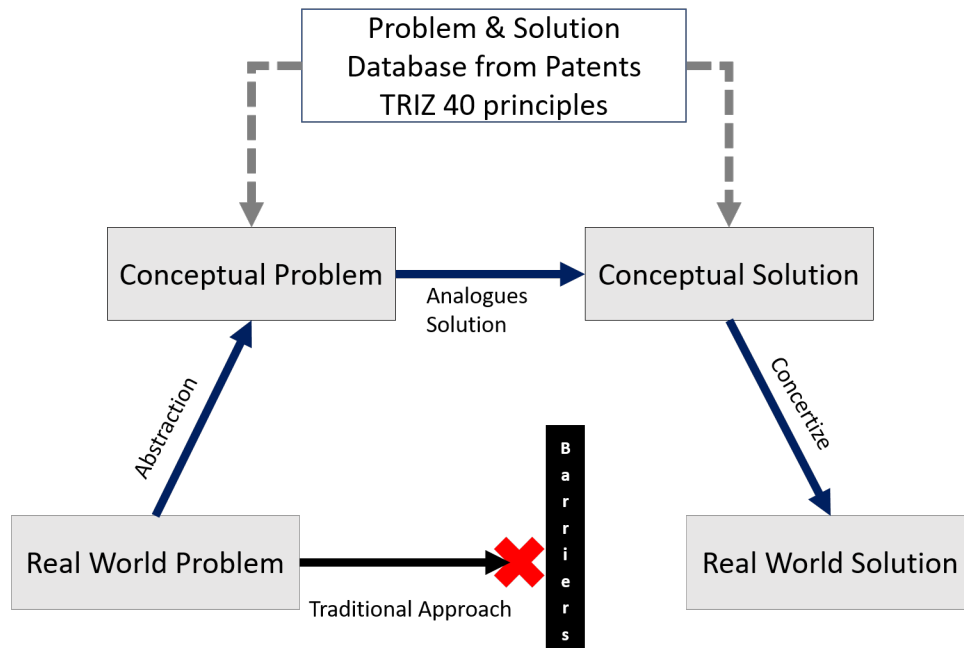 Problem & Solution
Database from Patents
TRIZ 40 principles
Conceptual Problem
Analogues
Solution
Conceptual Solution
Abstraction
Concertize
Barriers
Real World Problem
Traditional Approach
Real World Solution